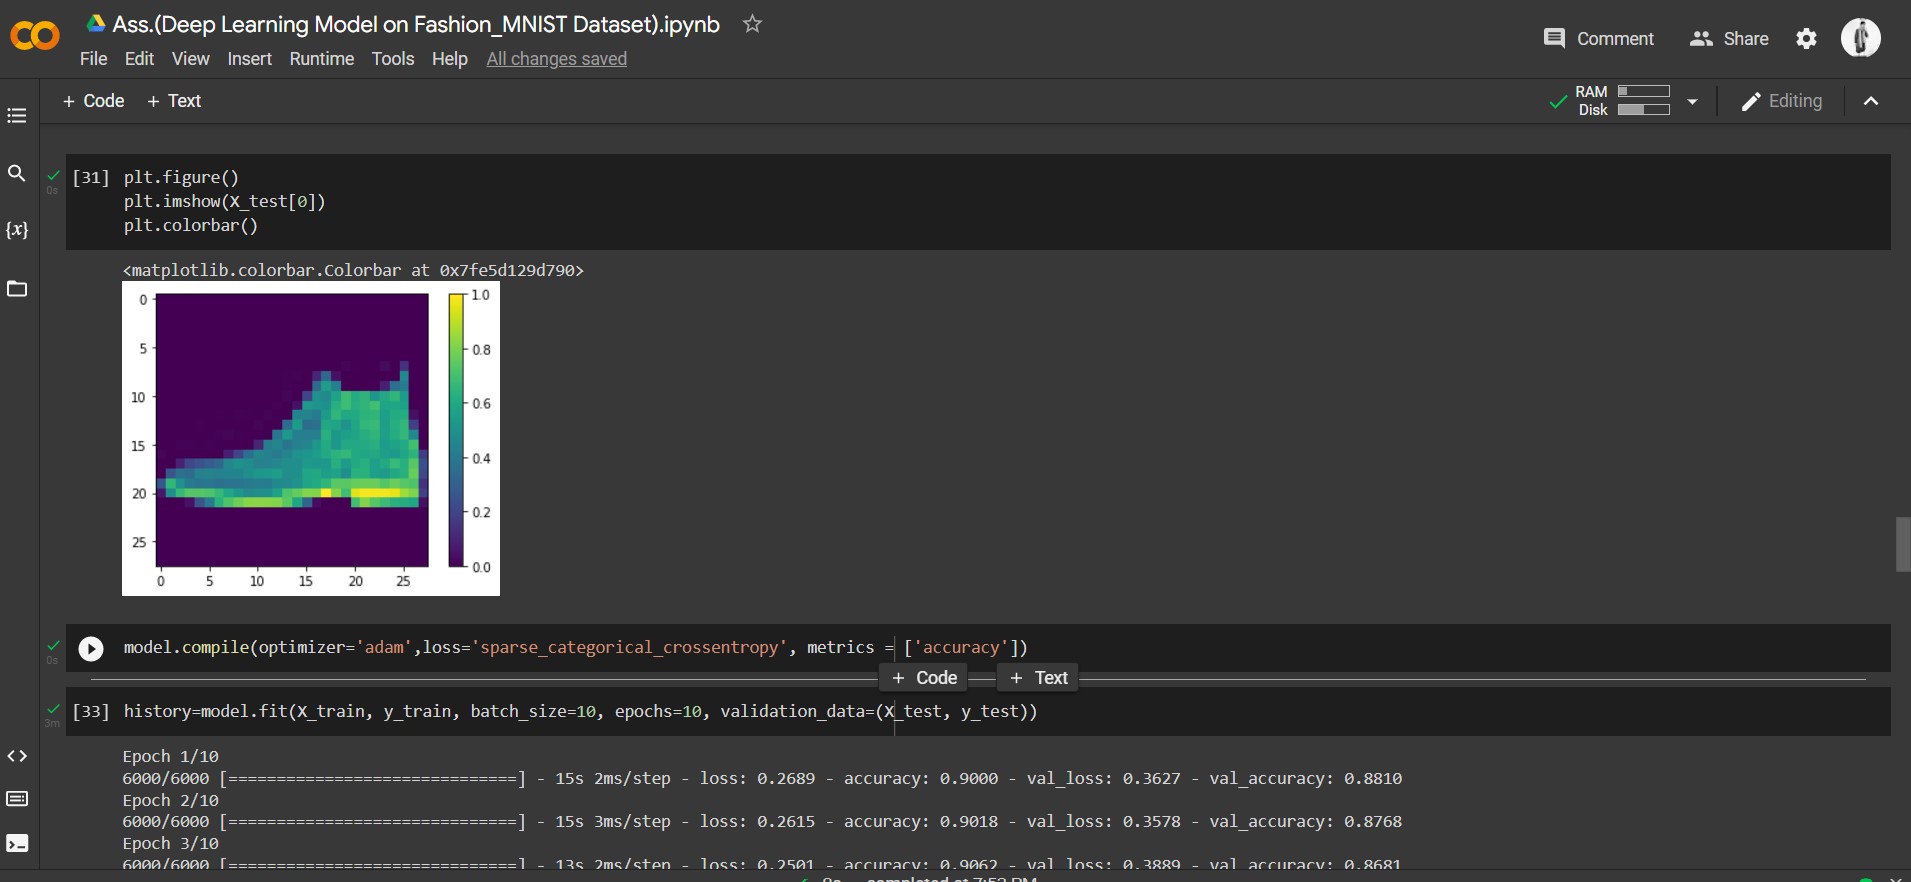 Ass.(Deep Learning Model on Fashion_MNIST Dataset).ipynb
File Edit View Insert Runtime Tools Help All changes saved
Comment Share
+ Code + Text
RAM
Disk
Editing
[31] plt.figure()
0s
plt.imshow(X_test[0])
plt.colorbar()
{x}
<matplotlib.colorbar.Colorbar at 0x7fe5d129d790>
0
5
10
15
20
25
0 5 10 15 20 25
1.0
0.8
0.6
0.4
0.2
0.0
model.compile(optimizer='adam',loss='sparse_categorical_crossentropy', metrics = ['accuracy'])
0s
+ Code + Text
[33] history=model.fit(X_train, y_train, batch_size=10, epochs=10, validation_data=(X_test, y_test))
3m
Epoch 1/10
6000/6000 [==============================] - 15s 2ms/step - loss: 0.2689 - accuracy: 0.9000 - val_loss: 0.3627 - val_accuracy: 0.8810
Epoch 2/10
6000/6000 [==============================] - 15s 3ms/step - loss: 0.2615 - accuracy: 0.9018 - val_loss: 0.3578 - val_accuracy: 0.8768
Epoch 3/10
6000/6000 [==============================] - 13s 2ms/step - loss: 0.2501 - accuracy: 0.9062 - val_loss: 0.3889 - val_accuracy: 0.8681
completed at 7:52 PM